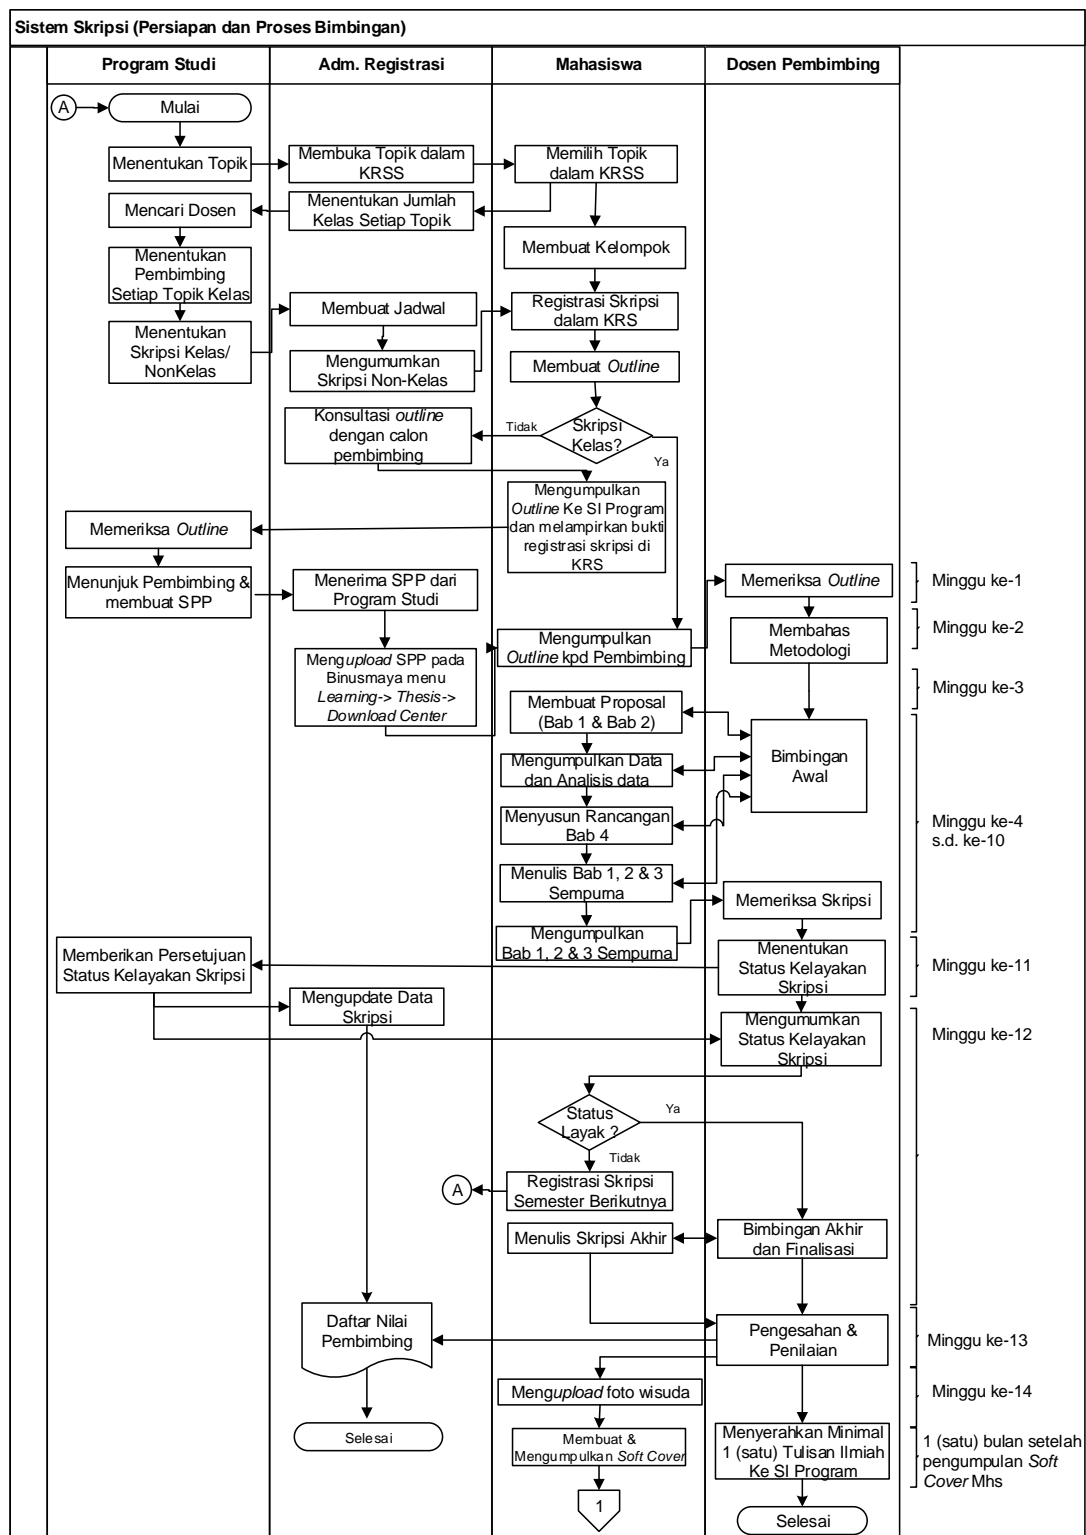 Sistem Skripsi (Persiapan dan Proses Bimbingan)
Program Studi
Adm. Registrasi
Mahasiswa
Dosen Pembimbing
A
Mulai
Menentukan Topik
Membuka Topik dalam
KRSS
Memilih Topik
dalam KRSS
Mencari Dosen
Menentukan Jumlah
Kelas Setiap Topik
Membuat Kelompok
Menentukan
Pembimbing
Setiap Topik Kelas
Membuat Jadwal
Registrasi Skripsi
dalam KRS
Menentukan
Skripsi Kelas/
NonKelas
Mengumumkan
Skripsi Non-Kelas
Membuat Outline
Konsultasi outline
dengan calon
pembimbing
Tidak
Skripsi
Kelas?
Ya
Mengumpulkan
Outline Ke SI Program
dan melampirkan bukti
registrasi skripsi di
KRS
Memeriksa Outline
Menunjuk Pembimbing &
membuat SPP
Menerima SPP dari
Program Studi
Memeriksa Outline
Minggu ke-1
Mengumpulkan
Outline kpd Pembimbing
Membahas
Metodologi
Minggu ke-2
Mengupload SPP pada
Binusmaya menu
Learning-> Thesis->
Download Center
Minggu ke-3
Membuat Proposal
(Bab 1 & Bab 2)
Mengumpulkan Data
dan Analisis data
Bimbingan
Awal
Menyusun Rancangan
Bab 4
Minggu ke-4
s.d. ke-10
Menulis Bab 1, 2 & 3
Sempurna
Memeriksa Skripsi
Mengumpulkan
Bab 1, 2 & 3 Sempurna
Memberikan Persetujuan
Status Kelayakan Skripsi
Menentukan
Status Kelayakan
Skripsi
Minggu ke-11
Mengupdate Data
Skripsi
Mengumumkan
Status Kelayakan
Skripsi
Minggu ke-12
Status
Layak ?
Ya
Tidak
A
Registrasi Skripsi
Semester Berikutnya
Menulis Skripsi Akhir
Bimbingan Akhir
dan Finalisasi
Daftar Nilai
Pembimbing
Pengesahan &
Penilaian
Minggu ke-13
Mengupload foto wisuda
Minggu ke-14
Selesai
Membuat &
Mengumpulkan Soft Cover
Menyerahkan Minimal
1 (satu) Tulisan Ilmiah
Ke SI Program
1 (satu) bulan setelah
pengumpulan Soft
Cover Mhs
1
Selesai